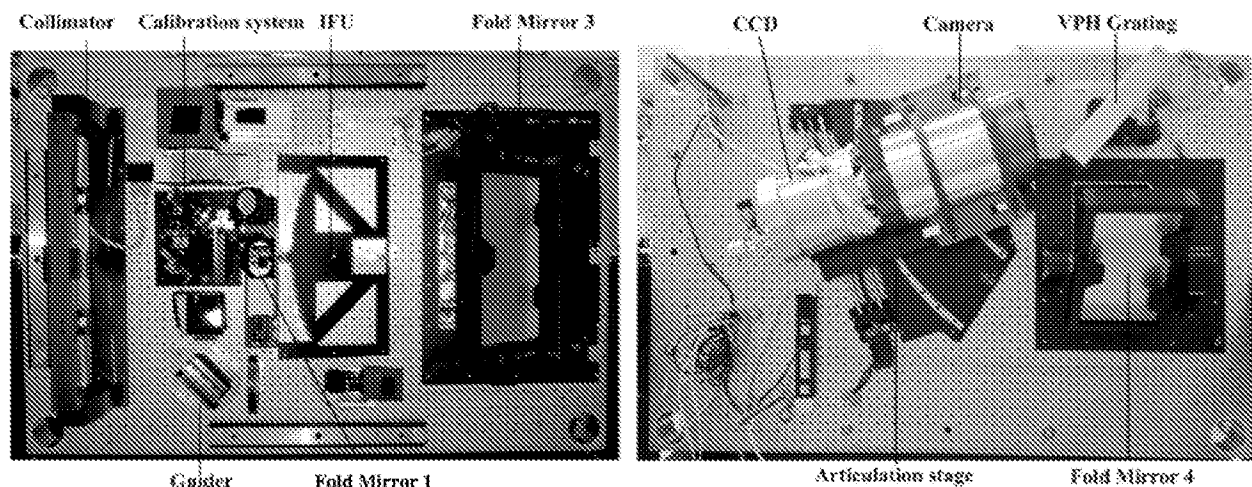 Collimator Calibration system IFU Fold Mirror 3 CCD Camera VPH Grating
Guider Fold Mirror 1 Articulation stage Fold Mirror 4